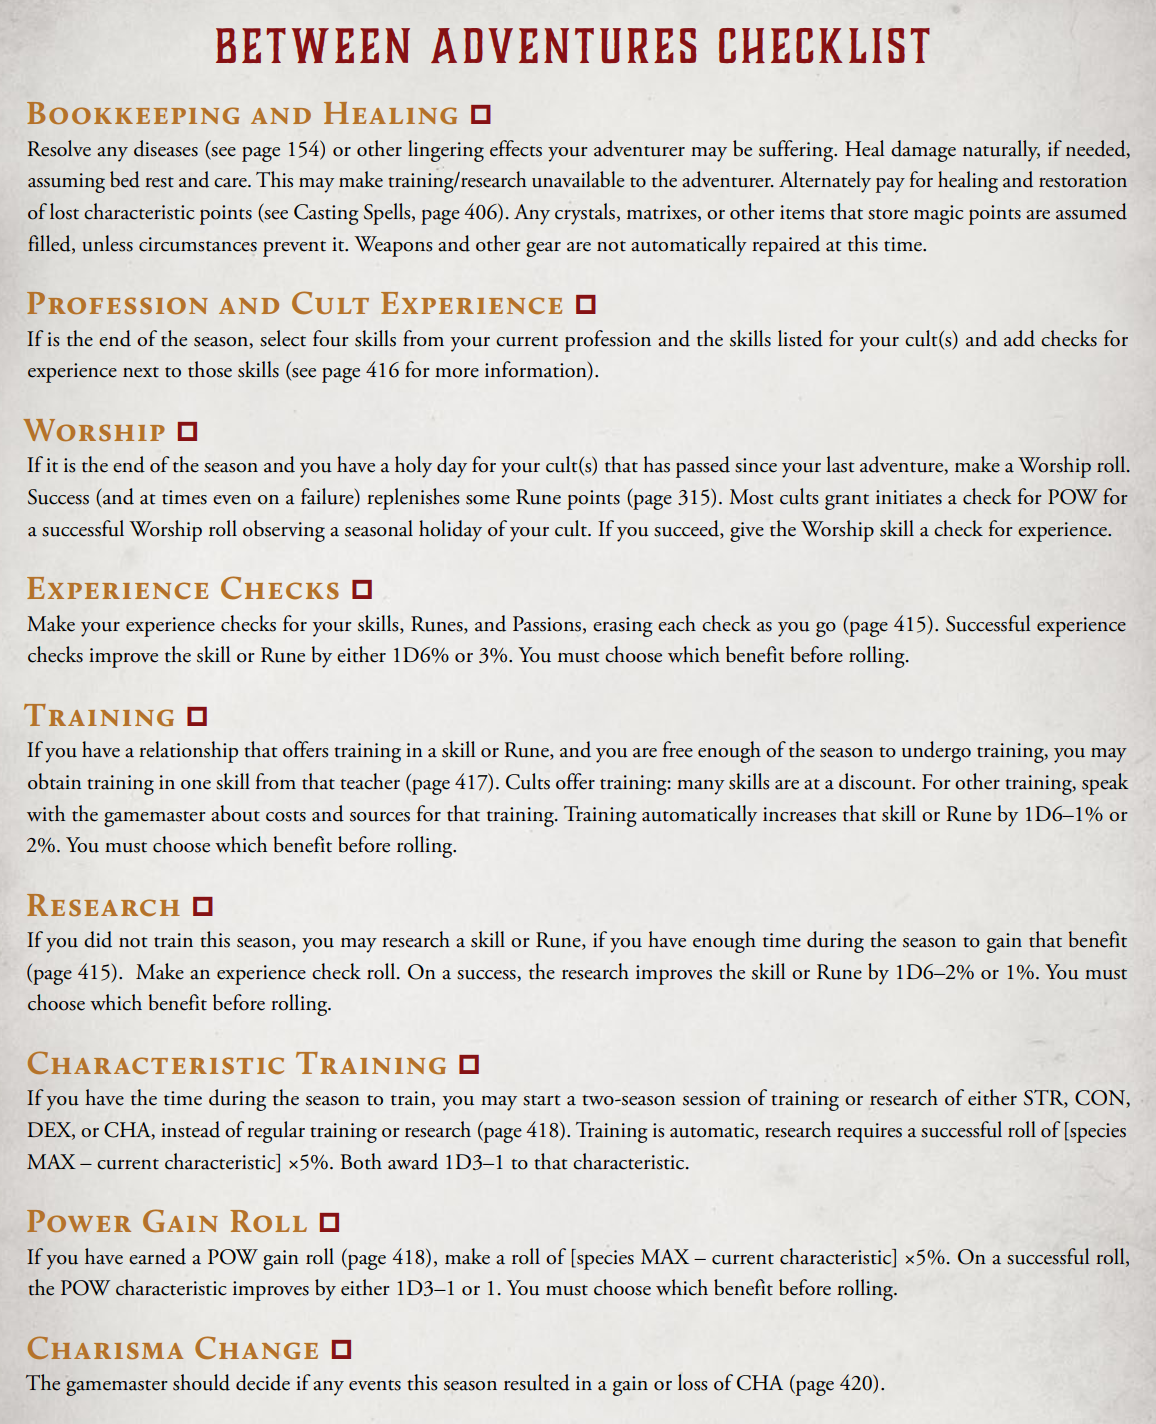 BETWEEN ADVENTURES CHECKLIST
Bookkeeping and Healing
Resolve any diseases (see page 154) or other lingering effects your adventurer may be suffering. Heal damage naturally, if needed,
assuming bed rest and care. This may make training/research unavailable to the adventurer. Alternately pay for healing and restoration
of lost characteristic points (see Casting Spells, page 406). Any crystals, matrixes, or other items that store magic points are assumed
filled, unless circumstances prevent it. Weapons and other gear are not automatically repaired at this time.
Profession and Cult Experience
If is the end of the season, select four skills from your current profession and the skills listed for your cult(s) and add checks for
experience next to those skills (see page 416 for more information).
Worship
If it is the end of the season and you have a holy day for your cult(s) that has passed since your last adventure, make a Worship roll.
Success (and at times even on a failure) replenishes some Rune points (page 315). Most cults grant initiates a check for POW for
a successful Worship roll observing a seasonal holiday of your cult. If you succeed, give the Worship skill a check for experience.
Experience Checks
Make your experience checks for your skills, Runes, and Passions, erasing each check as you go (page 415). Successful experience
checks improve the skill or Rune by either 1D6% or 3%. You must choose which benefit before rolling.
Training
If you have a relationship that offers training in a skill or Rune, and you are free enough of the season to undergo training, you may
obtain training in one skill from that teacher (page 417). Cults offer training: many skills are at a discount. For other training, speak
with the gamemaster about costs and sources for that training. Training automatically increases that skill or Rune by 1D6–1% or
2%. You must choose which benefit before rolling.
Research
If you did not train this season, you may research a skill or Rune, if you have enough time during the season to gain that benefit
(page 415). Make an experience check roll. On a success, the research improves the skill or Rune by 1D6–2% or 1%. You must
choose which benefit before rolling.
Characteristic Training
If you have the time during the season to train, you may start a two-season session of training or research of either STR, CON,
DEX, or CHA, instead of regular training or research (page 418). Training is automatic, research requires a successful roll of [species
MAX – current characteristic] ×5%. Both award 1D3–1 to that characteristic.
Power Gain Roll
If you have earned a POW gain roll (page 418), make a roll of [species MAX – current characteristic] ×5%. On a successful roll,
the POW characteristic improves by either 1D3–1 or 1. You must choose which benefit before rolling.
Charisma Change
The gamemaster should decide if any events this season resulted in a gain or loss of CHA (page 420).